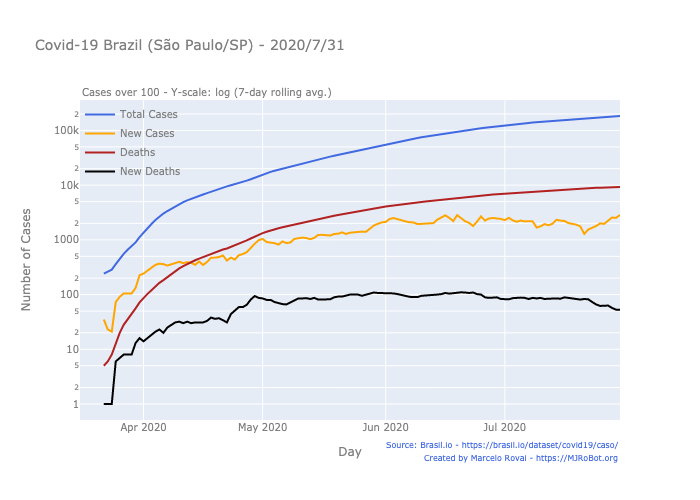 Covid-19 Brazil (São Paulo/SP) - 2020/7/31
Cases over 100 - Y-scale: log (7-day rolling avg.)
Total Cases
New Cases
Deaths
New Deaths
2
100k
5
2
10k
5
2
1000
5
2
100
5
2
10
5
2
1
Number of Cases
Apr 2020
May 2020
Jun 2020
Jul 2020
Day
Source: Brasil.io - https://brasil.io/dataset/covid19/caso/
Created by Marcelo Rovai - https://MJRoBot.org